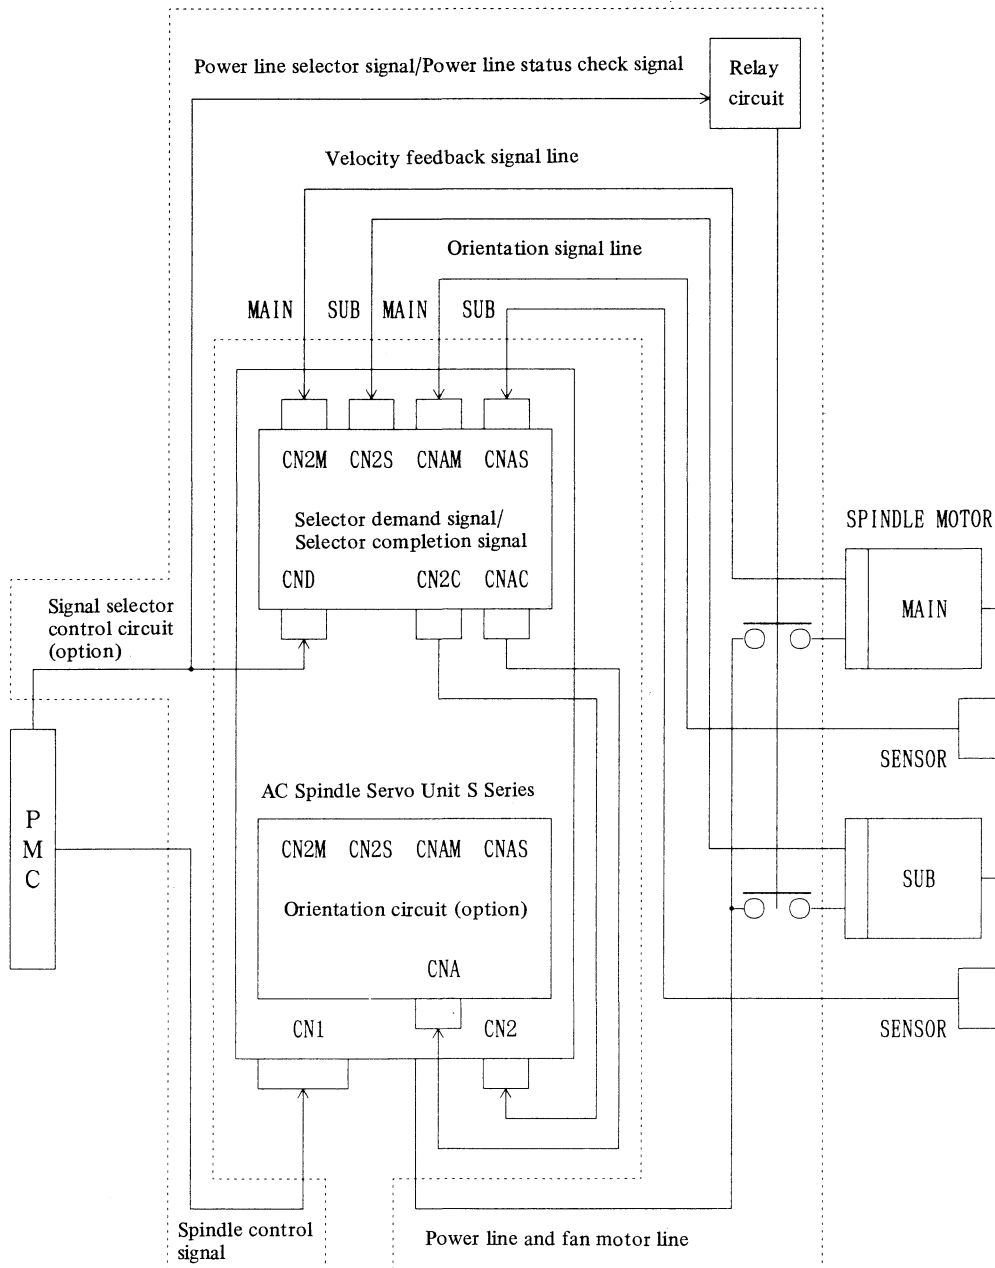 Power line selector signal/Power line status check signal
Relay
circuit
Velocity feedback signal line
Orientation signal line
MAIN SUB MAIN SUB
CN2M CN2S CNAM CNAS
Selector demand signal/
Selector completion signal
CND CN2C CNAC
SPINDLE MOTOR
MAIN
Signal selector
control circuit
(option)
SENSOR
AC Spindle Servo Unit S Series
P
M
C
CN2M CN2S CNAM CNAS
Orientation circuit (option)
CNA
SUB
CN1 CN2
SENSOR
Spindle control
signal
Power line and fan motor line